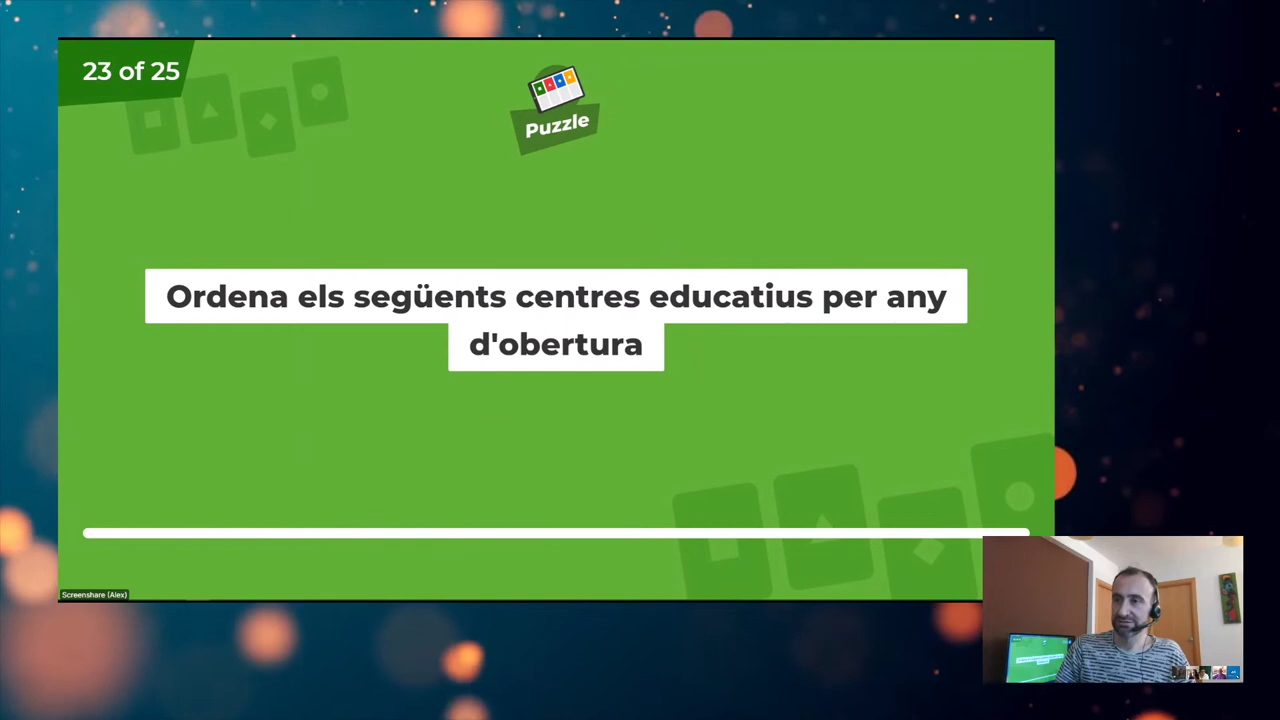 23 of 25
Puzzle
Ordena els següents centres educatius per any
d'obertura
Screenshare (Alex)